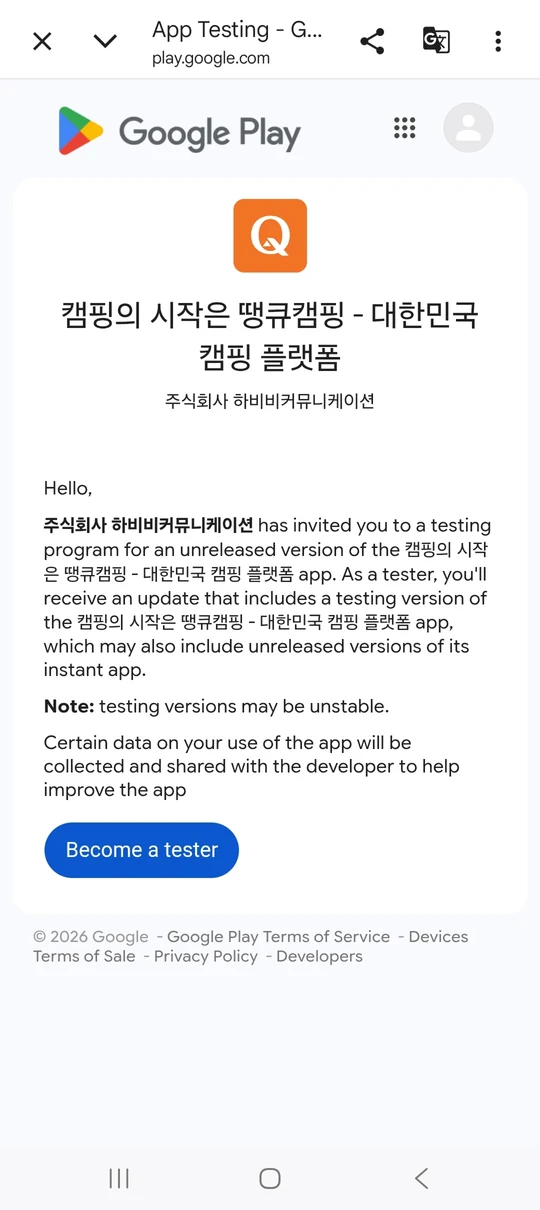 App Testing - G...
play.google.com
Google Play
Q
캠핑의 시작은 땡큐캠핑 - 대한민국
캠핑 플랫폼
주식회사 하비비커뮤니케이션
Hello,
주식회사 하비비커뮤니케이션 has invited you to a testing
program for an unreleased version of the 캠핑의 시작
은 땡큐캠핑 - 대한민국 캠핑 플랫폼 app. As a tester, you'll
receive an update that includes a testing version of
the 캠핑의 시작은 땡큐캠핑 - 대한민국 캠핑 플랫폼 app,
which may also include unreleased versions of its
instant app.
Note: testing versions may be unstable.
Certain data on your use of the app will be
collected and shared with the developer to help
improve the app
Become a tester
© 2026 Google - Google Play Terms of Service - Devices
Terms of Sale - Privacy Policy - Developers